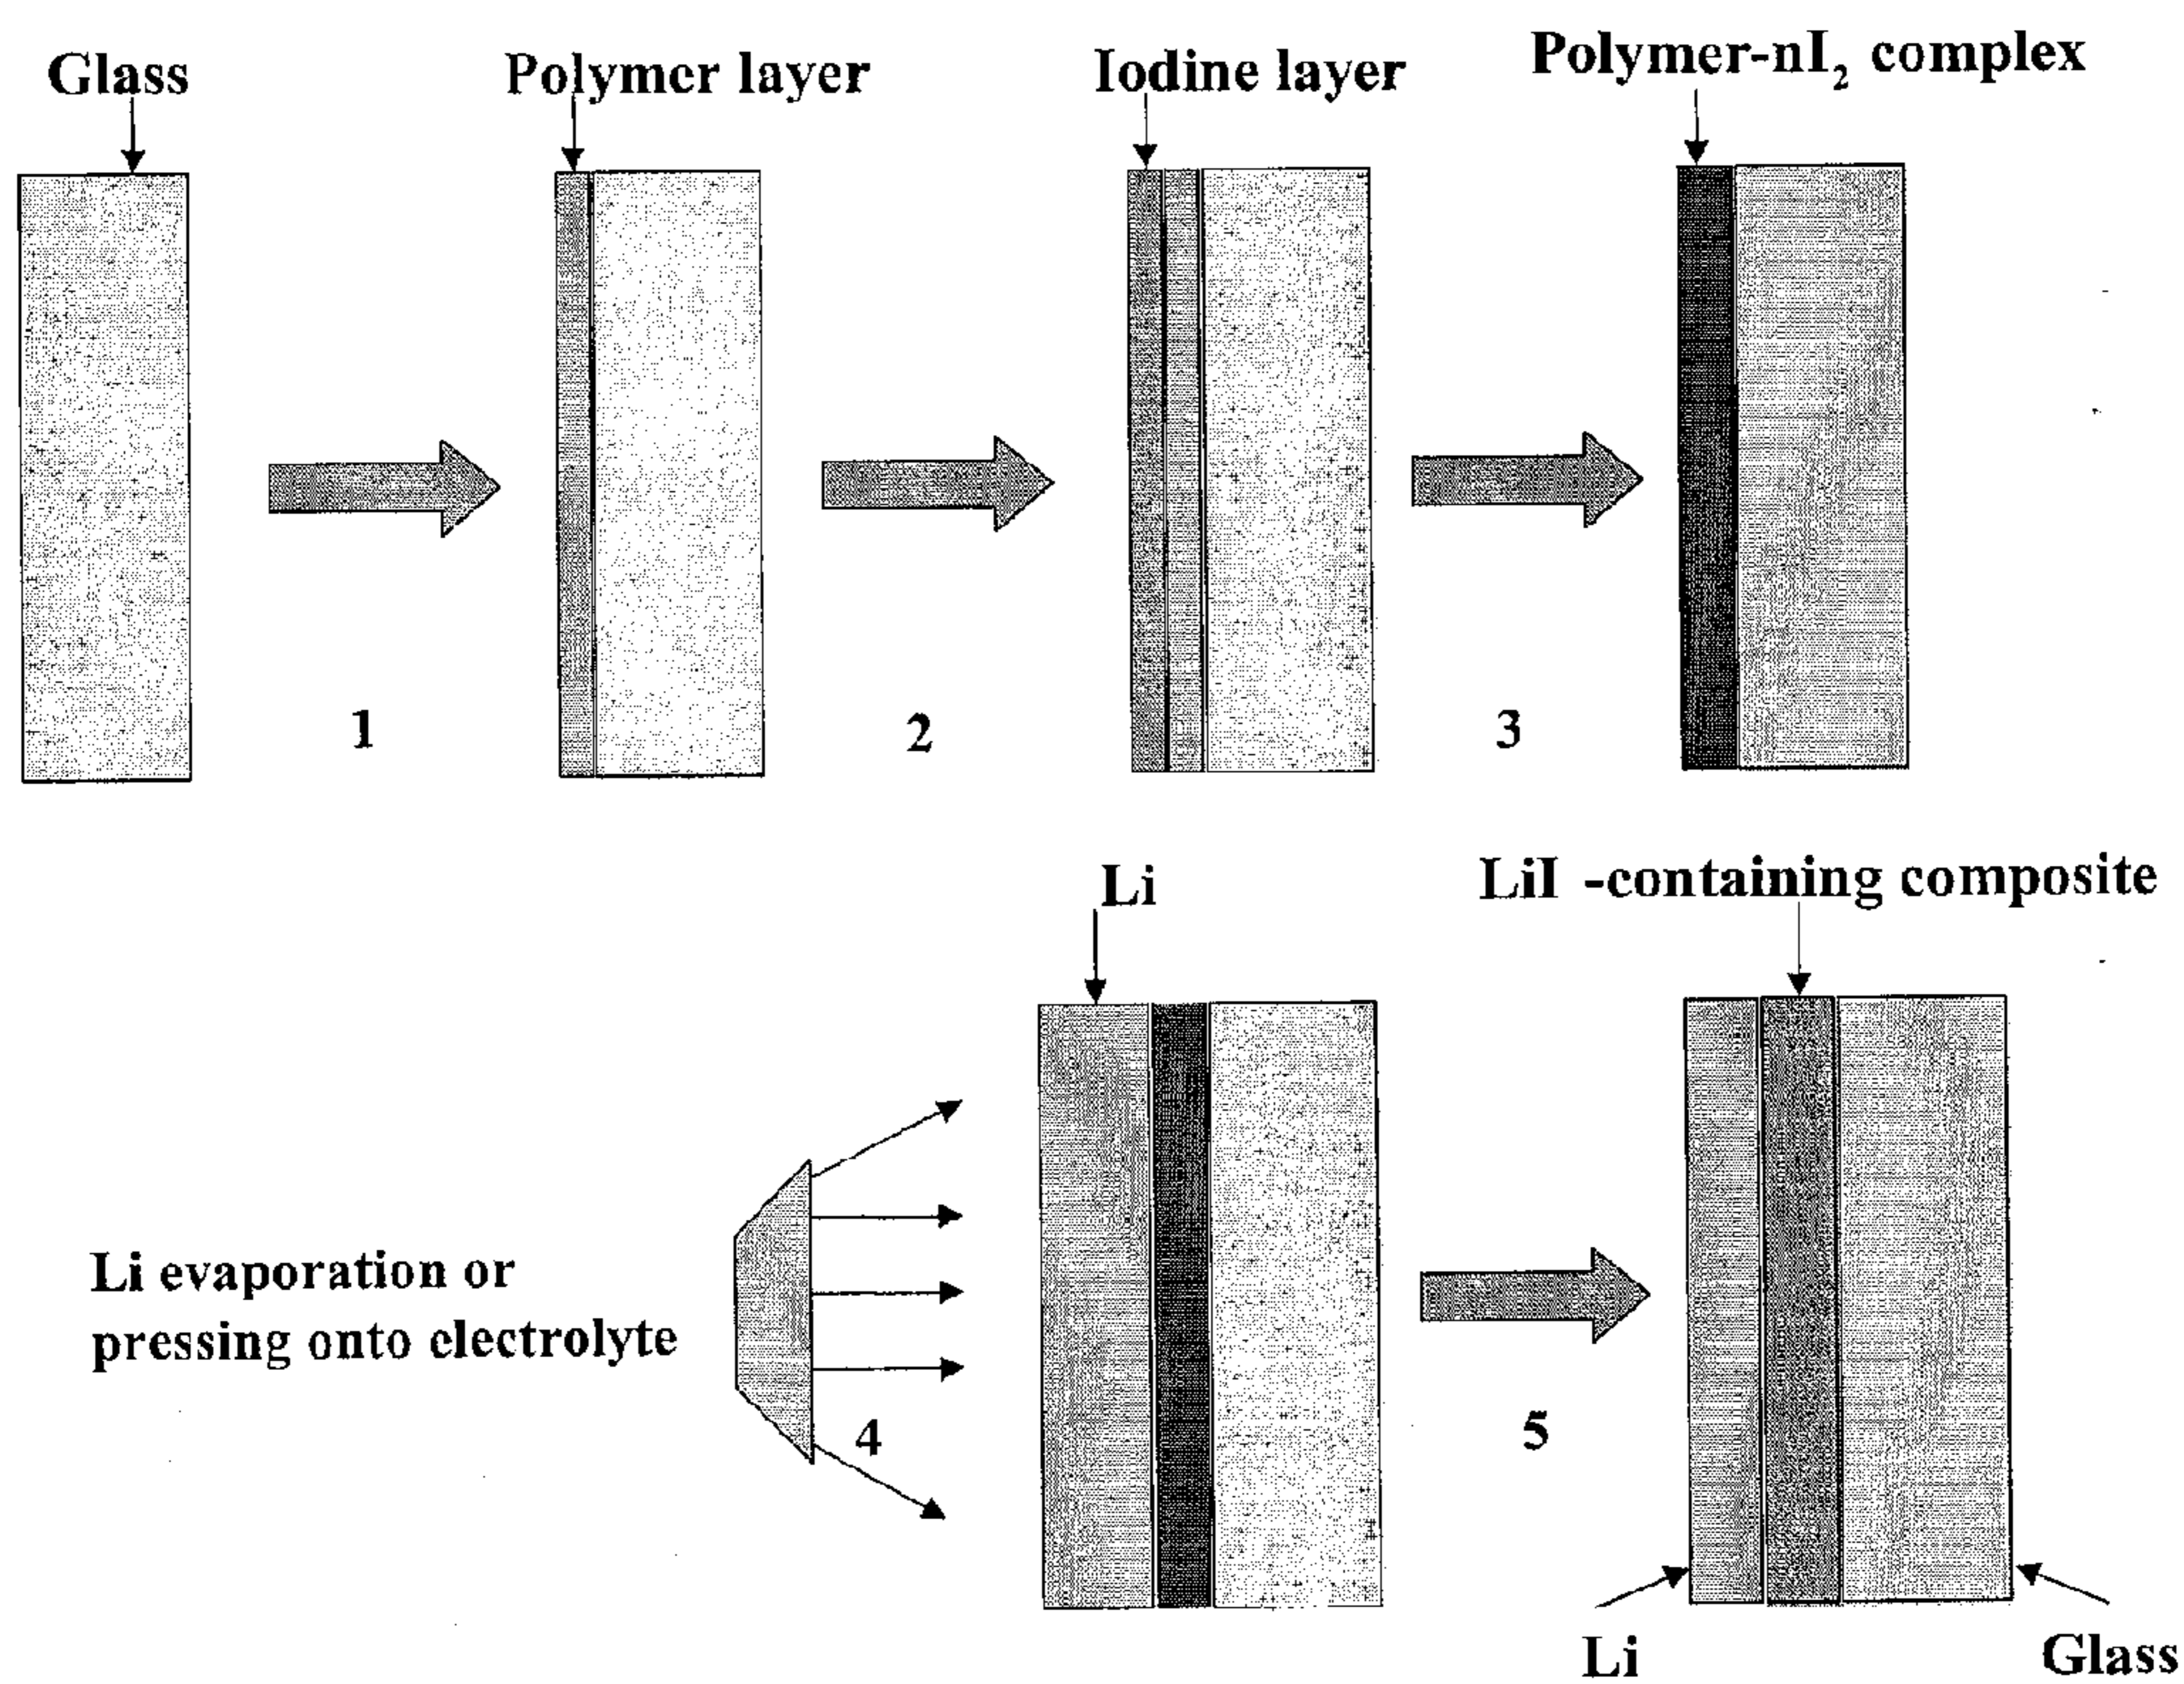 Glass
Polymer layer
Iodine layer
Polymer-nI₂ complex
1
2
3
Li
LiI -containing composite
Li evaporation or
pressing onto electrolyte
4
5
Li
Glass